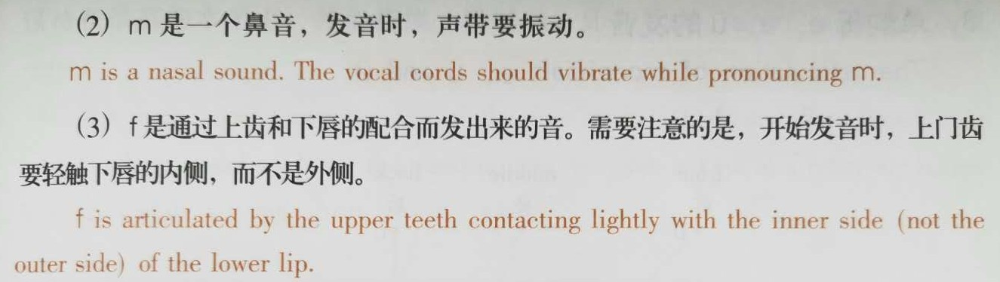 （2）m 是一个鼻音，发音时，声带要振动。
m is a nasal sound. The vocal cords should vibrate while pronouncing m.
（3）f 是通过上齿和下唇的配合而发出来的音。需要注意的是，开始发音时，上门齿
要轻触下唇的内侧，而不是外侧。
f is articulated by the upper teeth contacting lightly with the inner side (not the
outer side) of the lower lip.